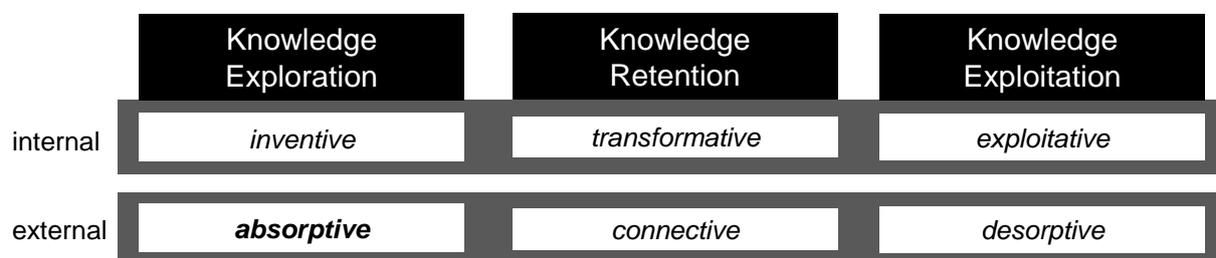 Knowledge
Exploration
Knowledge
Retention
Knowledge
Exploitation
internal
inventive
transformative
exploitative
external
absorptive
connective
desorptive